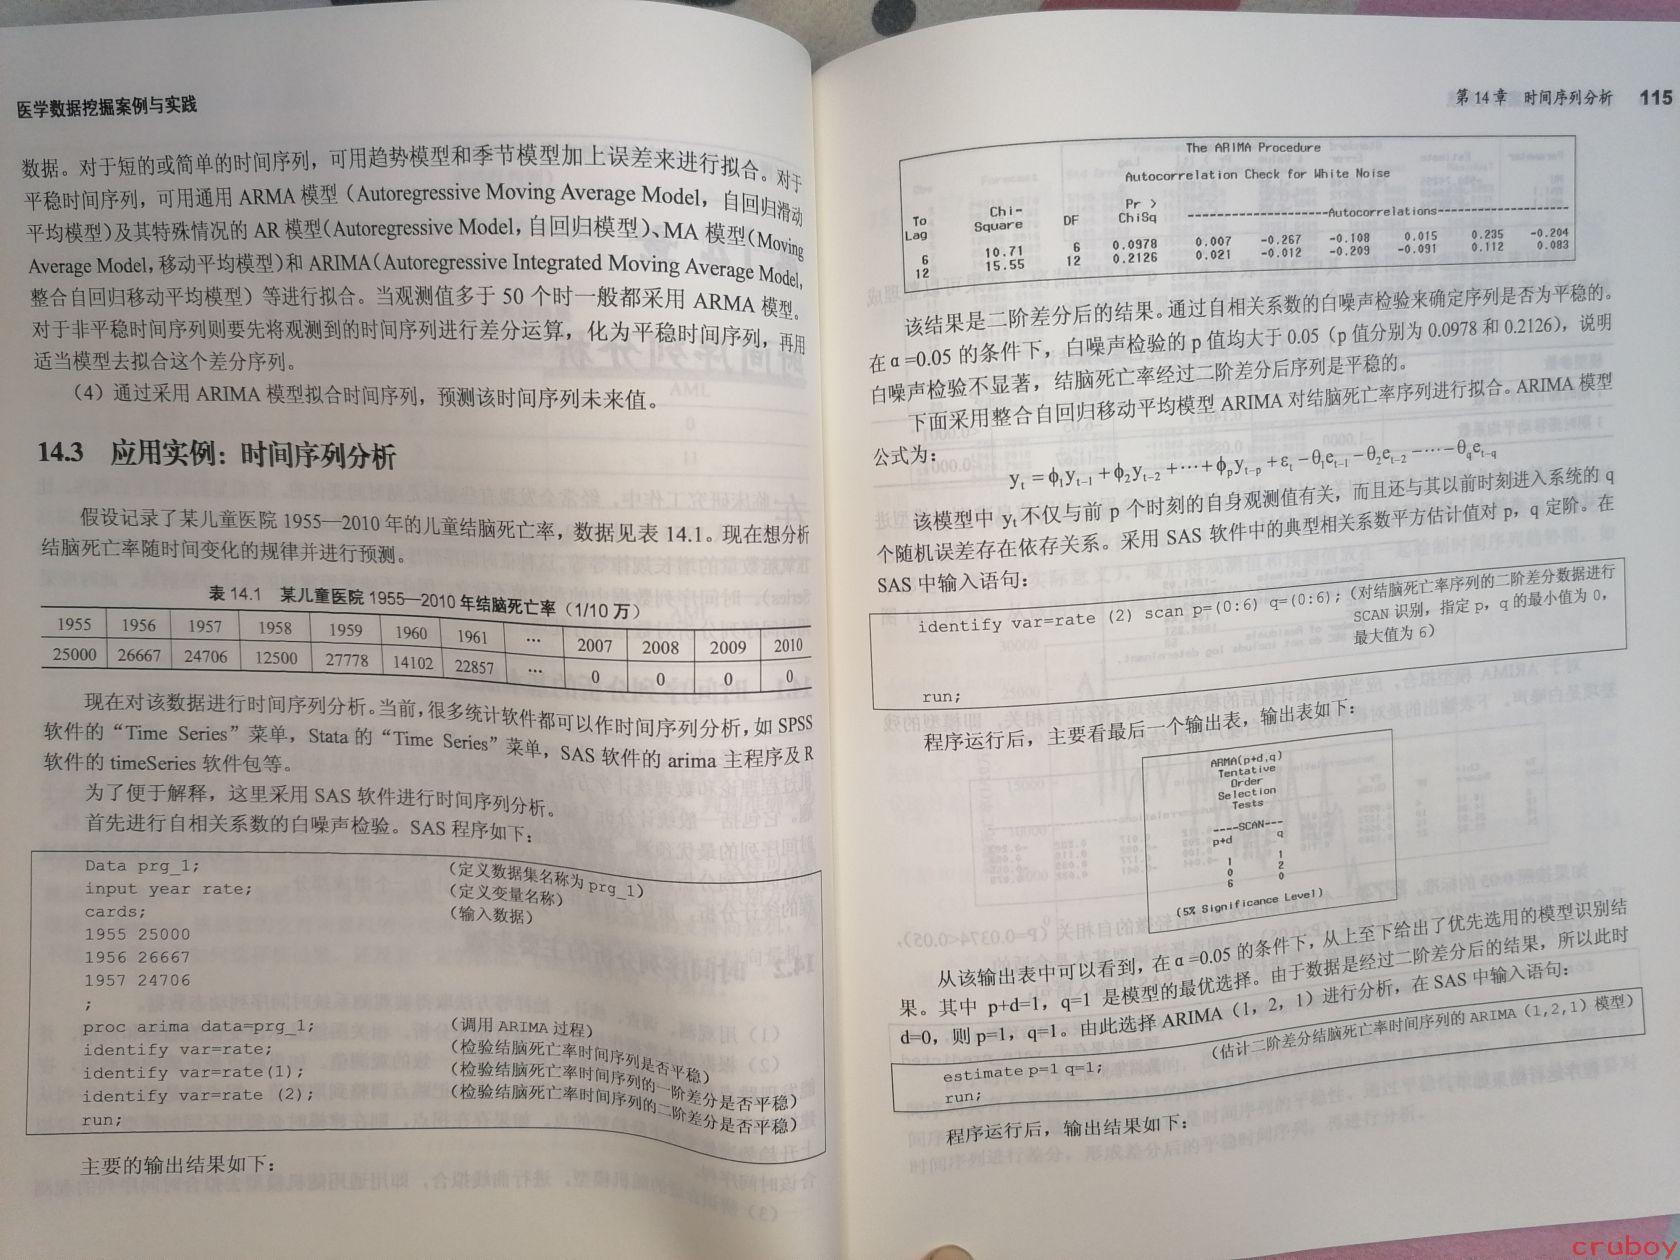 医学数据挖掘案例与实践
数据。对于短的或简单的时间序列，可用趋势模型和季节模型加上误差来进行拟合。对于
平稳时间序列，可用通用 ARMA 模型（Autoregressive Moving Average Model，自回归滑动
平均模型)及其特殊情况的 AR 模型(Autoregressive Model，自回归模型)、MA 模型(Moving
Average Model，移动平均模型)和 ARIMA(Autoregressive Integrated Moving Average Model，
整合自回归移动平均模型）等进行拟合。当观测值多于 50 个时一般都采用 ARMA 模型。
对于非平稳时间序列则要先将观测到的时间序列进行差分运算，化为平稳时间序列，再用
适当模型去拟合这个差分序列。
（4）通过采用 ARIMA 模型拟合时间序列，预测该时间序列未来值。
14.3 应用实例：时间序列分析
假设记录了某儿童医院 1955—2010 年的儿童结脑死亡率，数据见表 14.1。现在想分析
结脑死亡率随时间变化的规律并进行预测。
表 14.1 某儿童医院 1955—2010 年结脑死亡率（1/10 万）
1955 1956 1957 1958 1959 1960 1961 … 2007 2008 2009 2010
25000 26667 24706 12500 27778 14102 22857 … 0 0 0 0
现在对该数据进行时间序列分析。当前，很多统计软件都可以作时间序列分析，如 SPSS
软件的“Time Series”菜单，Stata 的“Time Series”菜单，SAS 软件的 arima 主程序及 R
软件的 timeSeries 软件包等。
为了便于解释，这里采用 SAS 软件进行时间序列分析。
首先进行自相关系数的白噪声检验。SAS 程序如下：
Data prg_1; （定义数据集名称为 prg_1）
input year rate; （定义变量名称）
cards; （输入数据）
1955 25000
1956 26667
1957 24706
;
proc arima data=prg_1; （调用 ARIMA 过程）
identify var=rate; （检验结脑死亡率时间序列是否平稳）
identify var=rate(1); （检验结脑死亡率时间序列的一阶差分是否平稳）
identify var=rate (2); （检验结脑死亡率时间序列的二阶差分是否平稳）
run;
主要的输出结果如下：
第 14 章 时间序列分析 115
The ARIMA Procedure
Autocorrelation Check for White Noise
To Lag Chi-Square DF Pr > ChiSq --------------------Autocorrelations--------------------
6 10.71 6 0.0978 0.007 -0.267 -0.108 0.015 0.235 -0.204
12 15.55 12 0.2126 0.021 -0.012 -0.209 -0.091 0.112 0.083
该结果是二阶差分后的结果。通过自相关系数的白噪声检验来确定序列是否为平稳的。
在 α=0.05 的条件下，白噪声检验的 p 值均大于 0.05（p 值分别为 0.0978 和 0.2126），说明
白噪声检验不显著，结脑死亡率经过二阶差分后序列是平稳的。
下面采用整合自回归移动平均模型 ARIMA 对结脑死亡率序列进行拟合。ARIMA 模型
公式为：
yₜ = ϕ₁yₜ₋₁ + ϕ₂yₜ₋₂ + ⋯ + ϕₚyₜ₋ₚ + εₜ − θ₁eₜ₋₁ − θ₂eₜ₋₂ − ⋯ − θ_q e_{t−q}
该模型中 yₜ 不仅与前 p 个时刻的自身观测值有关，而且还与其以前时刻进入系统的 q
个随机误差存在依存关系。采用 SAS 软件中的典型相关系数平方估计值对 p，q 定阶。在
SAS 中输入语句：
identify var=rate (2) scan p=(0:6) q=(0:6); （对结脑死亡率序列的二阶差分数据进行
SCAN 识别，指定 p，q 的最小值为 0，
最大值为 6）
run;
程序运行后，主要看最后一个输出表，输出表如下：
ARMA(p+d,q)
Tentative
Order
Selection
Tests
----SCAN---
p+d q
1 1
0 2
6 0
(5% Significance Level)
从该输出表中可以看到，在 α=0.05 的条件下，从上至下给出了优先选用的模型识别结
果。其中 p+d=1，q=1 是模型的最优选择。由于数据是经过二阶差分后的结果，所以此时
d=0，则 p=1，q=1。由此选择 ARIMA（1，2，1）进行分析，在 SAS 中输入语句：
（估计二阶差分结脑死亡率时间序列的 ARIMA（1,2,1）模型）
estimate p=1 q=1;
run;
程序运行后，输出结果如下：
cruboy